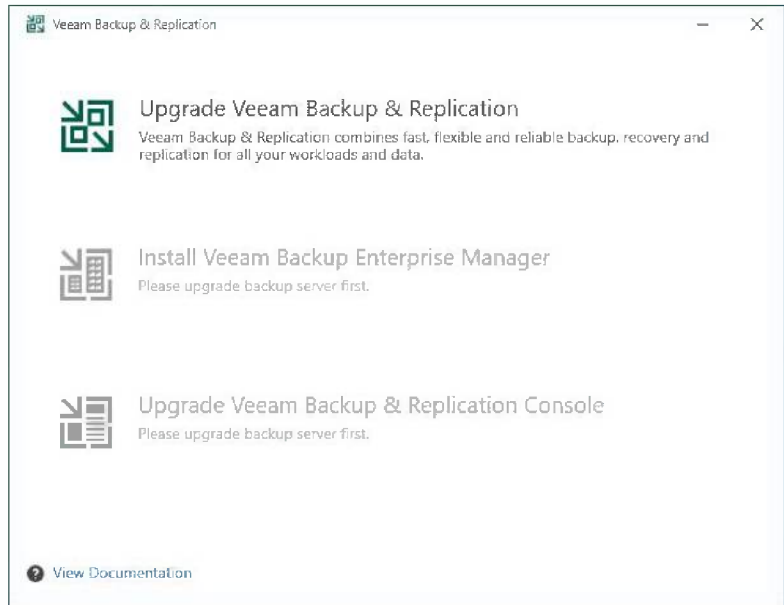 Veeam Backup & Replication
Upgrade Veeam Backup & Replication
Veeam Backup & Replication combines fast, flexible and reliable backup, recovery and
replication for all your workloads and data.
Install Veeam Backup Enterprise Manager
Please upgrade backup server first.
Upgrade Veeam Backup & Replication Console
Please upgrade backup server first.
View Documentation